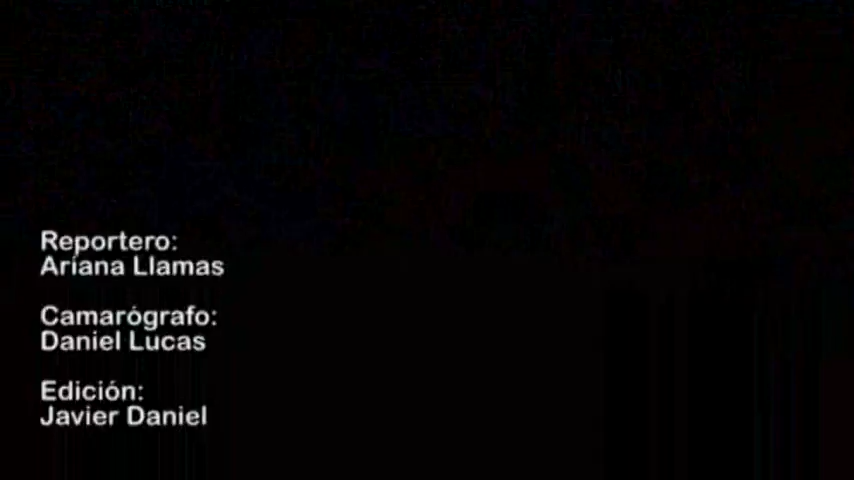 Reportero:
Ariana Llamas
Camarógrafo:
Daniel Lucas
Edición:
Javier Daniel